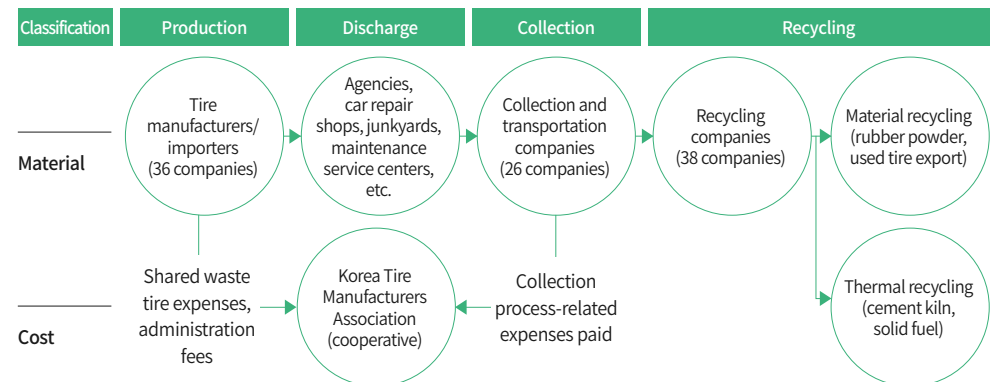 Classification
Production
Discharge
Collection
Recycling
Material
Tire
manufacturers/
importers
(36 companies)
Agencies,
car repair
shops, junkyards,
maintenance
service centers,
etc.
Collection and
transportation
companies
(26 companies)
Recycling
companies
(38 companies)
Material recycling
(rubber powder,
used tire export)
Cost
Shared waste
tire expenses,
administration
fees
Korea Tire
Manufacturers
Association
(cooperative)
Collection
process-related
expenses paid
Thermal recycling
(cement kiln,
solid fuel)